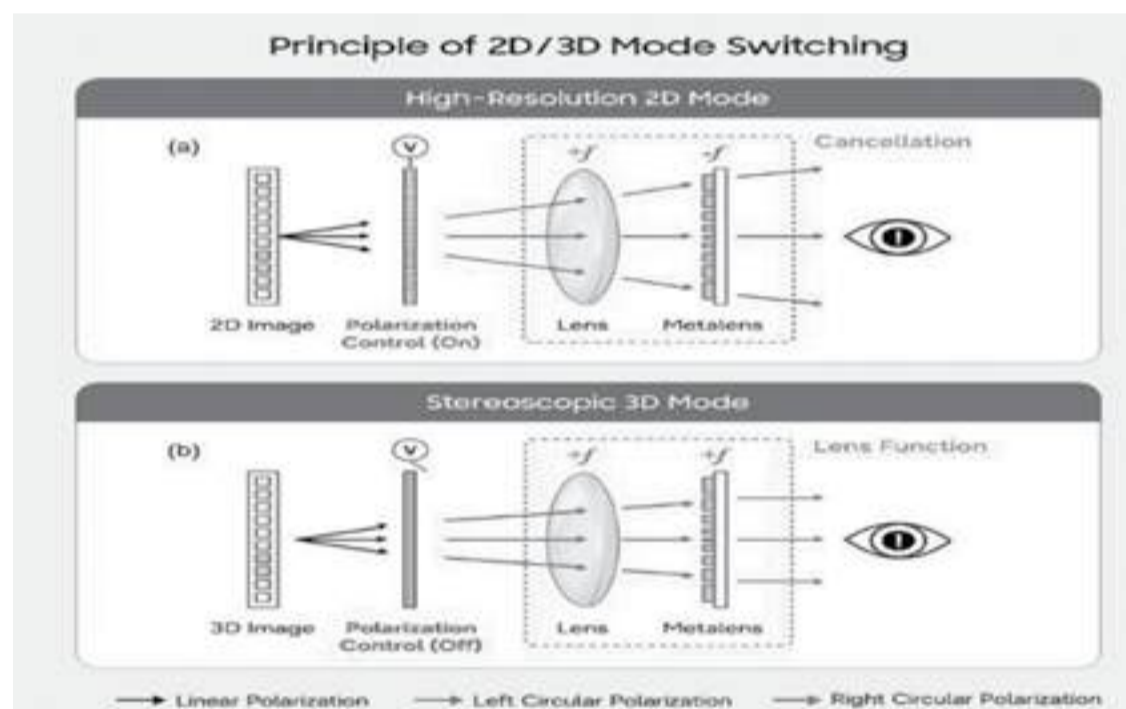 Principle of 2D/3D Mode Switching
High-Resolution 2D Mode
(a)
V
+f
-f
Cancellation
2D Image
Polarization
Control (On)
Lens
Metalens
Stereoscopic 3D Mode
(b)
V
+f
+f
Lens Function
3D Image
Polarization
Control (Off)
Lens
Metalens
Linear Polarization
Left Circular Polarization
Right Circular Polarization